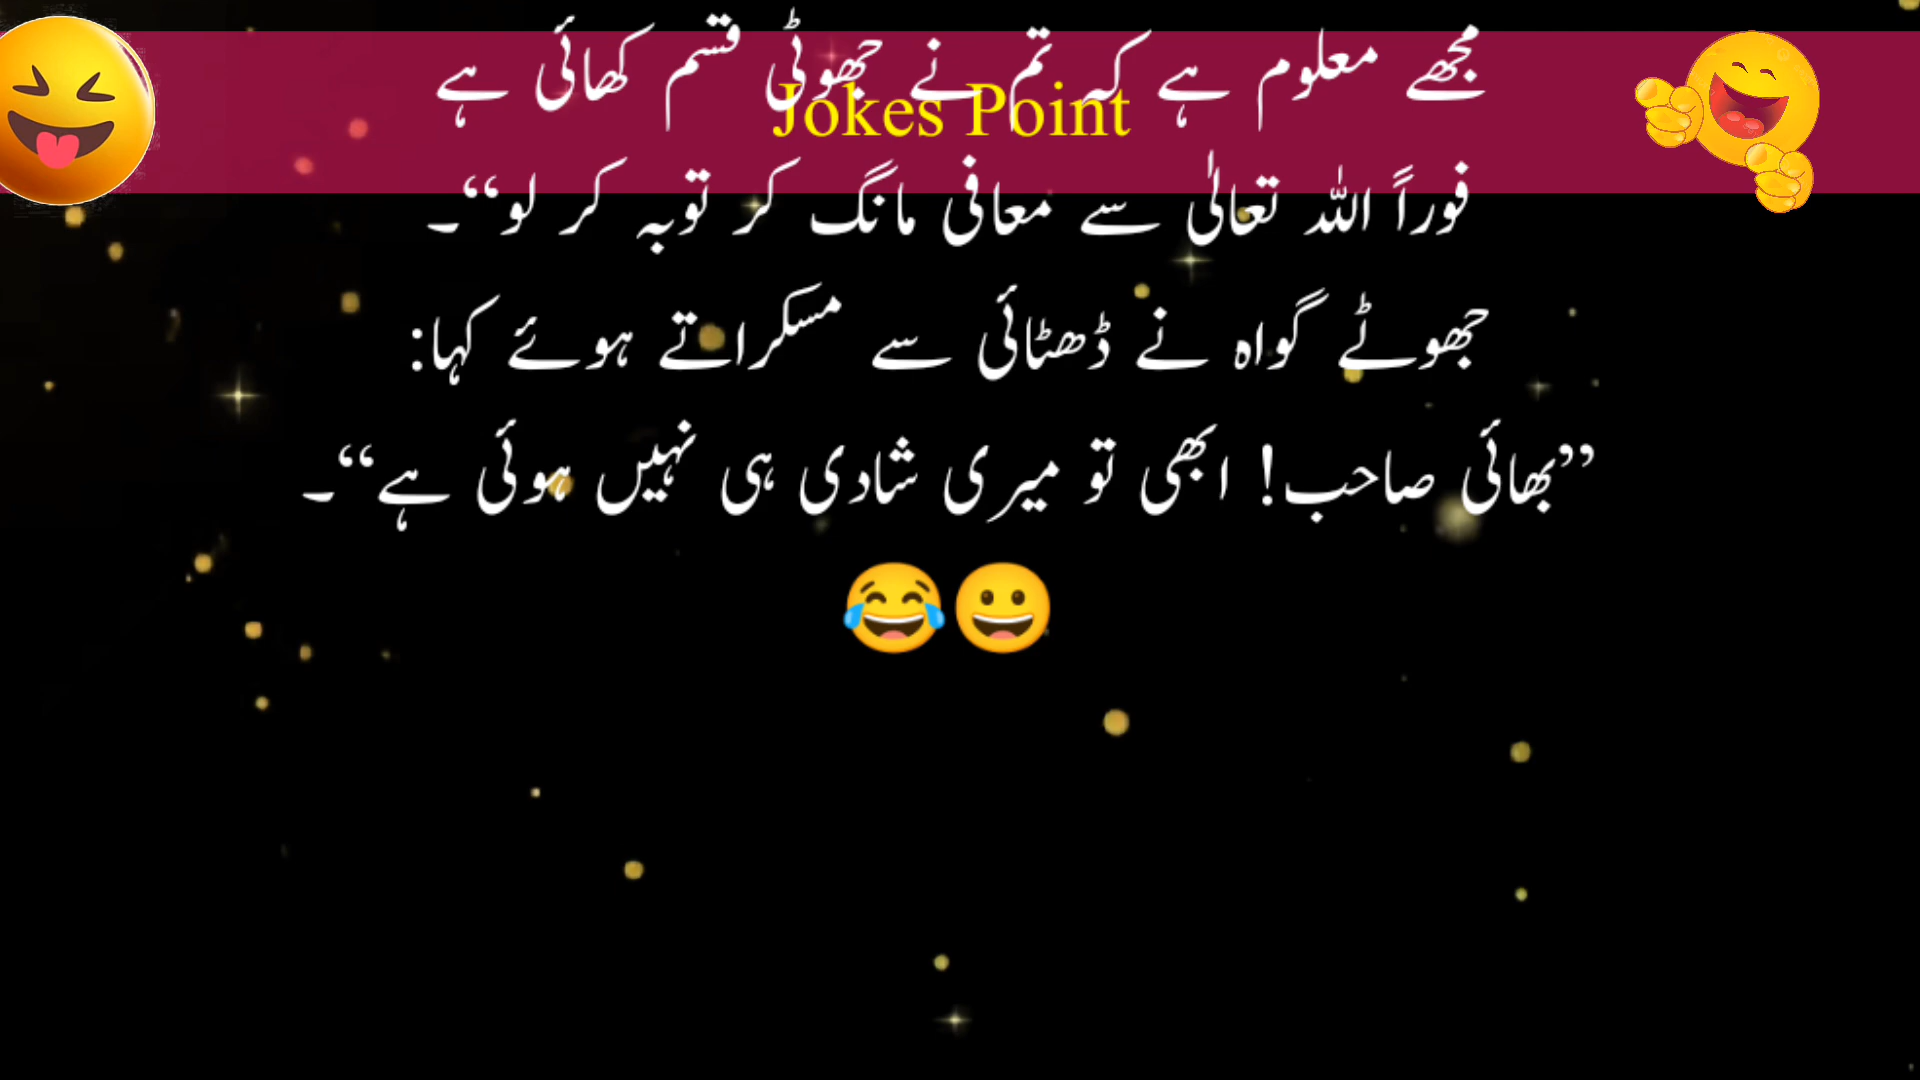 مجھے معلوم ہے کہ تم نے جھوٹی قسم کھائی ہے
Jokes Point
فوراً اللہ تعالٰی سے معافی مانگ کر توبہ کر لو‘‘۔
جھوٹے گواہ نے ڈھٹائی سے مسکراتے ہوئے کہا:
’’بھائی صاحب! ابھی تو میری شادی ہی نہیں ہوئی ہے‘‘۔
😂😀